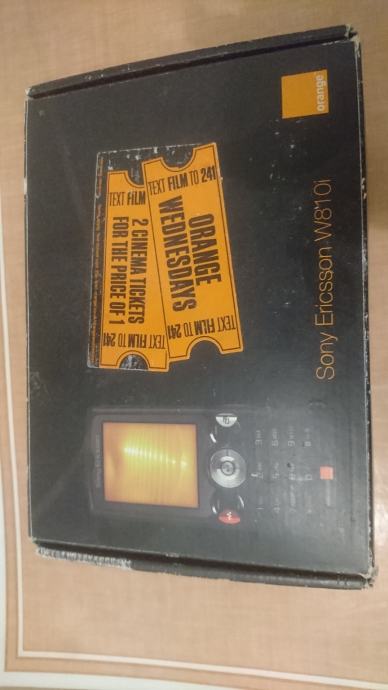 orange
Sony Ericsson W810i
TEXT FILM TO 241
ORANGE
WEDNESDAYS
TEXT FILM TO 241
TEXT FILM
2 CINEMA TICKETS
FOR THE PRICE OF 1
TEXT FILM TO 241